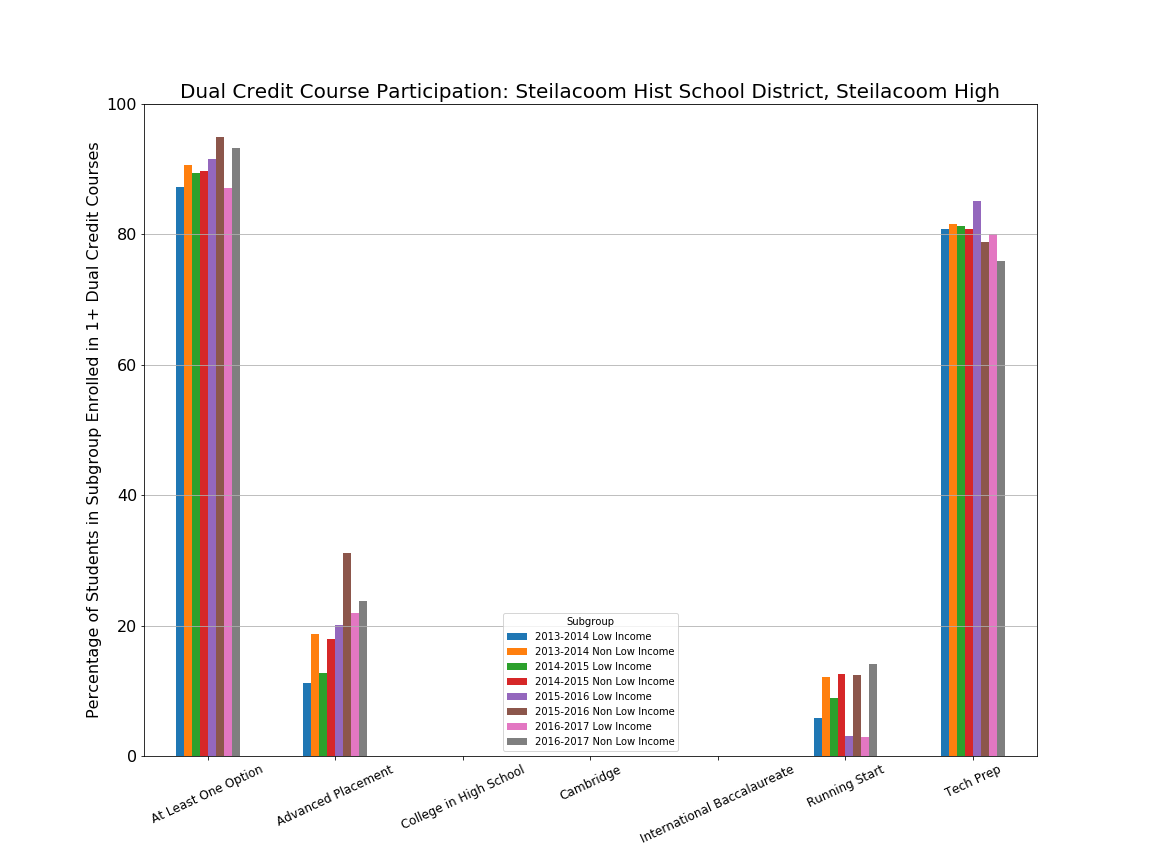 Dual Credit Course Participation: Steilacoom Hist School District, Steilacoom High
Percentage of Students in Subgroup Enrolled in 1+ Dual Credit Courses
100
80
60
40
20
0
Subgroup
2013-2014 Low Income
2013-2014 Non Low Income
2014-2015 Low Income
2014-2015 Non Low Income
2015-2016 Low Income
2015-2016 Non Low Income
2016-2017 Low Income
2016-2017 Non Low Income
At Least One Option
Advanced Placement
College in High School
Cambridge
International Baccalaureate
Running Start
Tech Prep